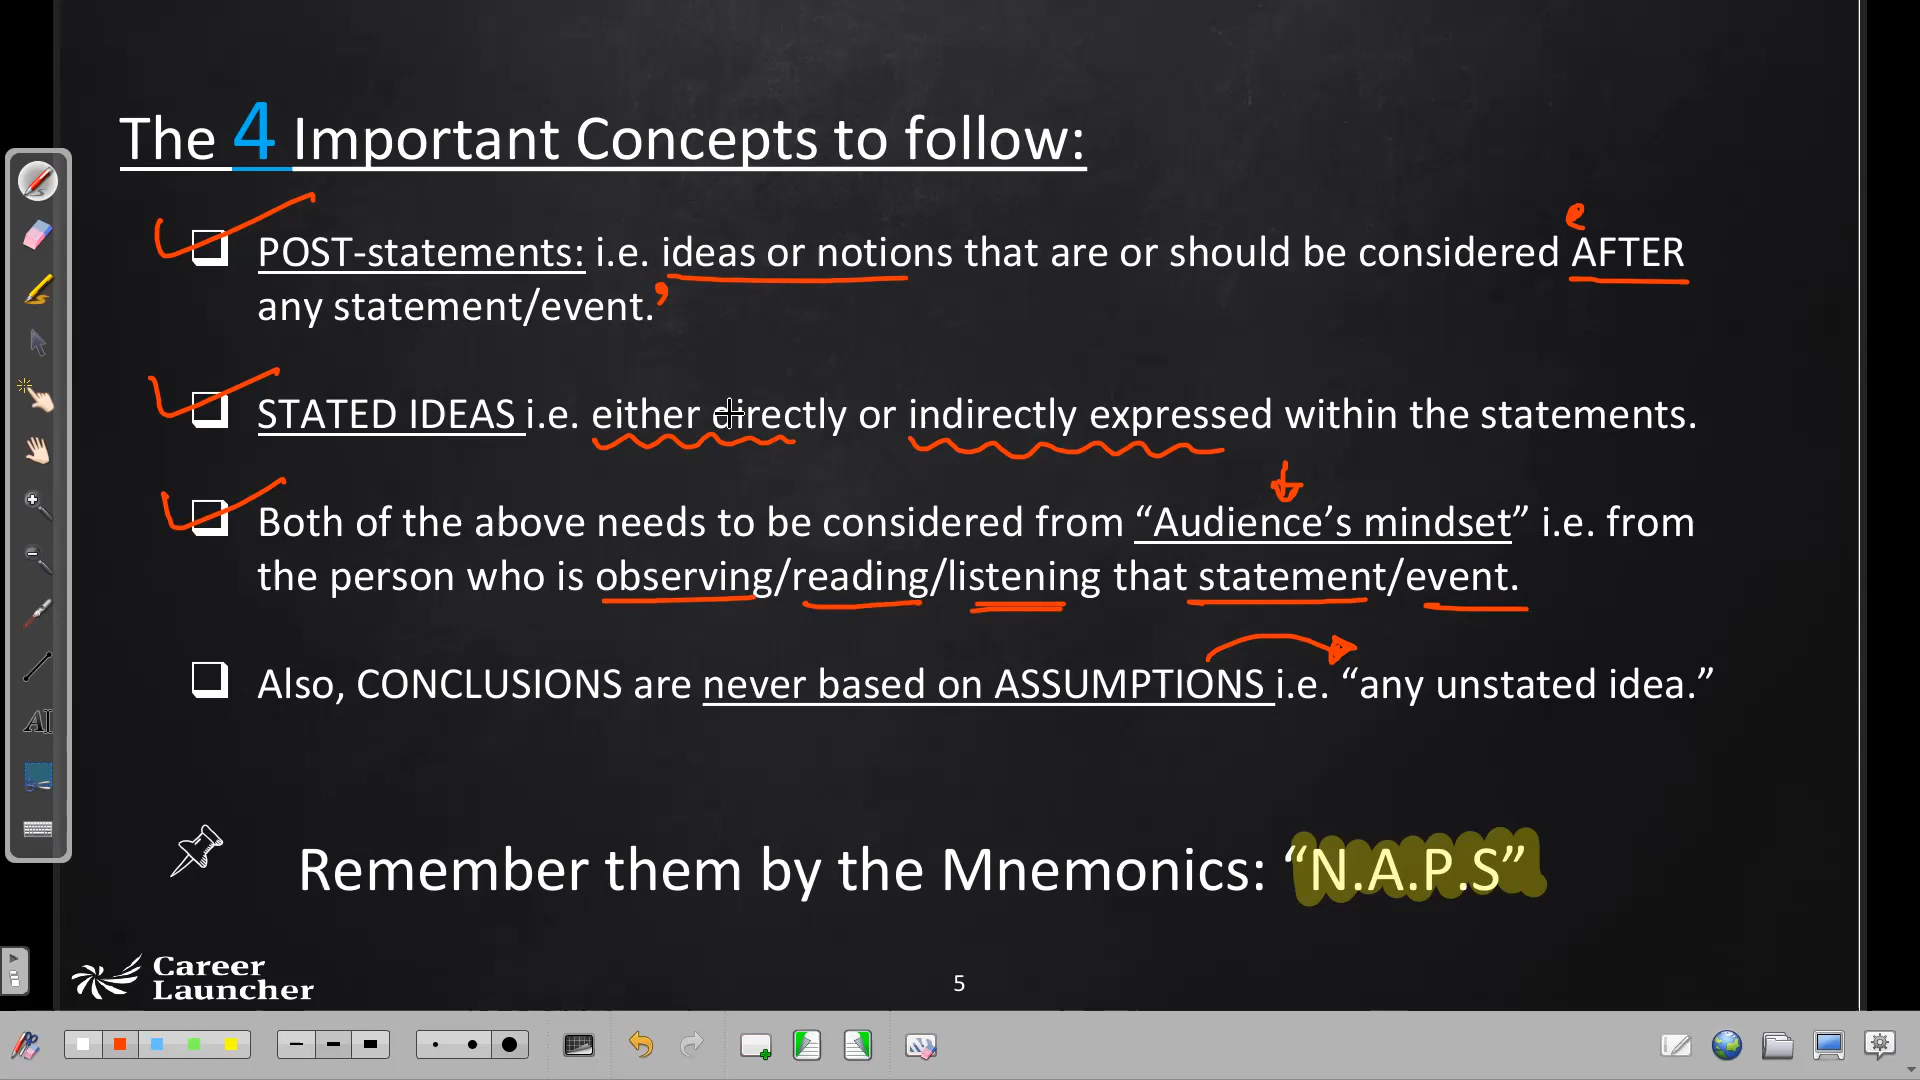 The 4 Important Concepts to follow:
POST-statements: i.e. ideas or notions that are or should be considered AFTER
any statement/event.
STATED IDEAS i.e. either directly or indirectly expressed within the statements.
Both of the above needs to be considered from “Audience’s mindset” i.e. from
the person who is observing/reading/listening that statement/event.
Also, CONCLUSIONS are never based on ASSUMPTIONS i.e. “any unstated idea.”
Remember them by the Mnemonics: “N.A.P.S”
Career
Launcher
5